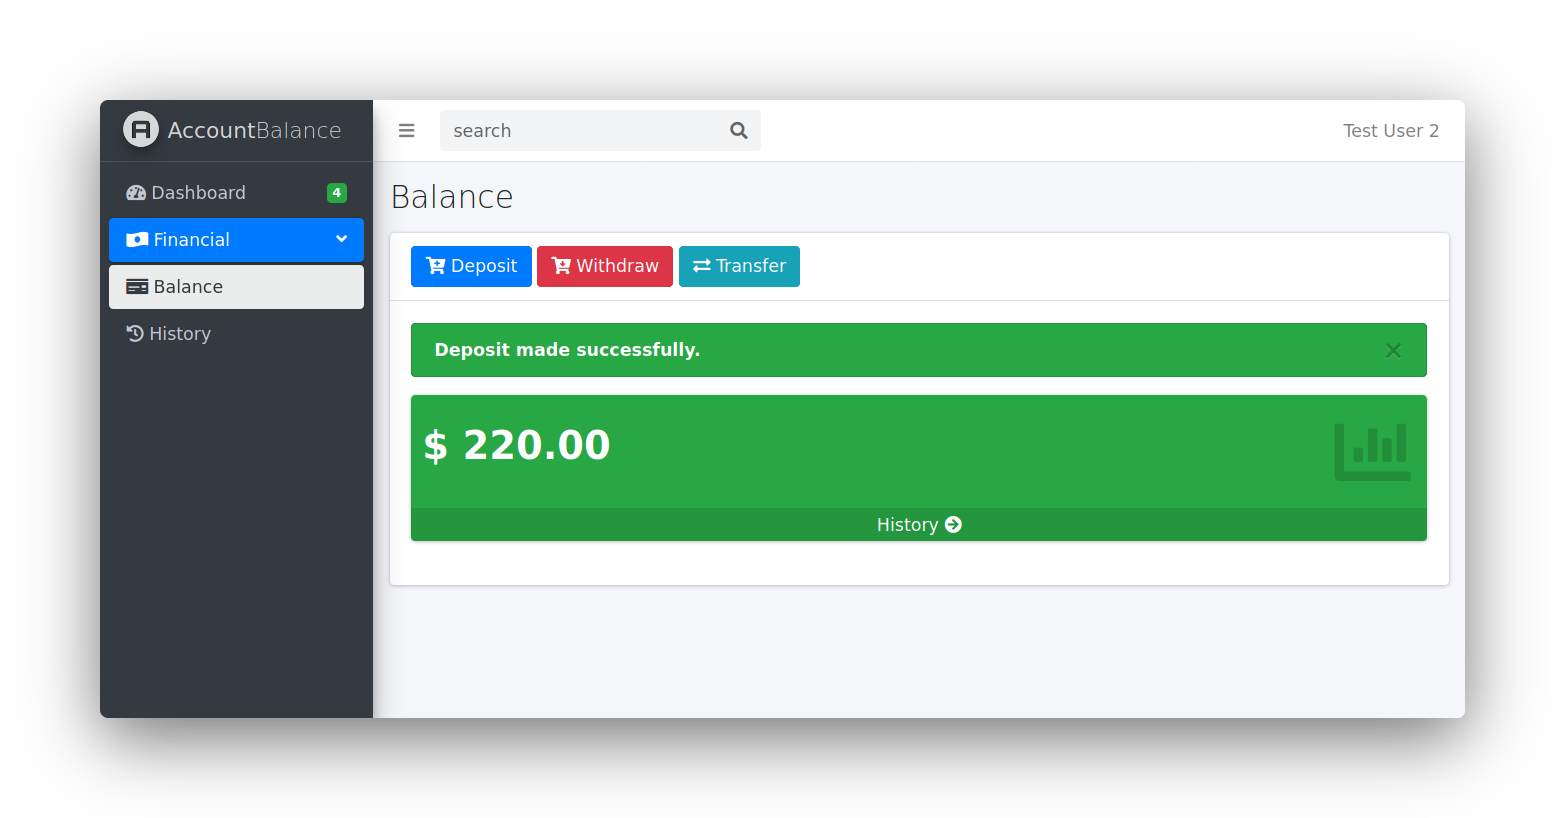 AccountBalance
search
Test User 2
Dashboard 4
Financial
Balance
History
Balance
Deposit Withdraw Transfer
Deposit made successfully.
$ 220.00
History